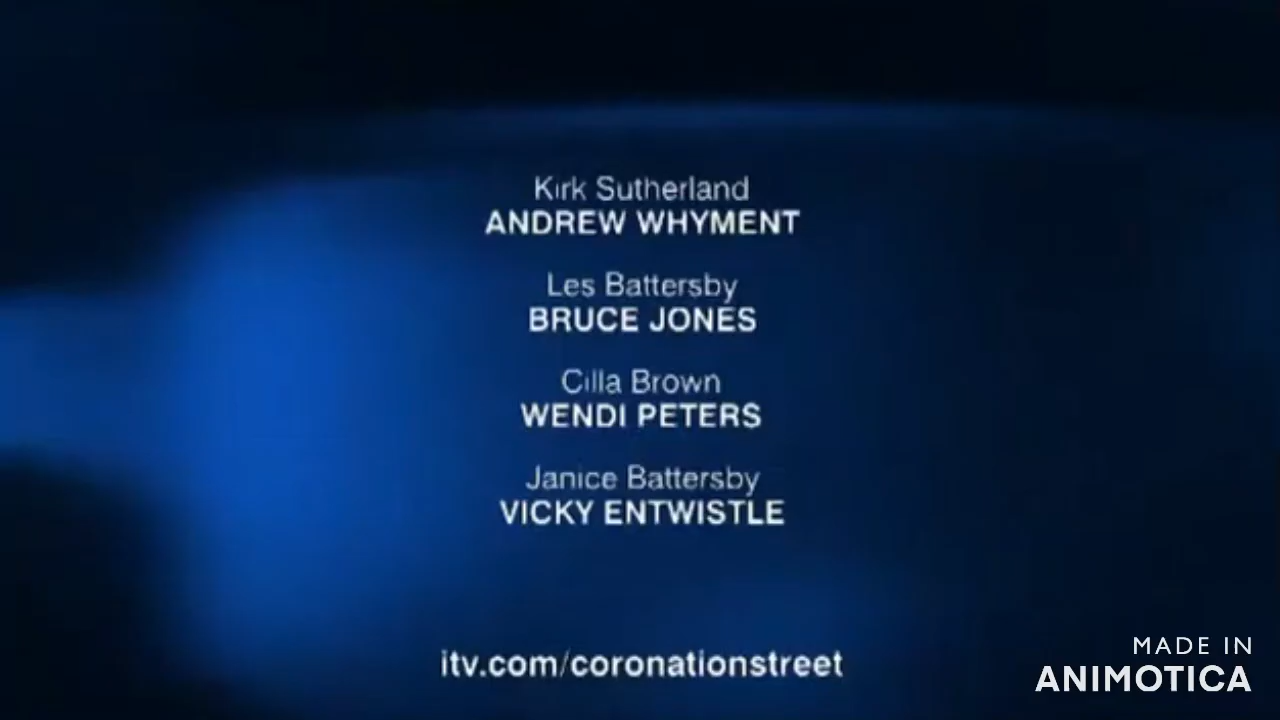 Kirk Sutherland
ANDREW WHYMENT
Les Battersby
BRUCE JONES
Cilla Brown
WENDI PETERS
Janice Battersby
VICKY ENTWISTLE
itv.com/coronationstreet
MADE IN
ANIMOTICA